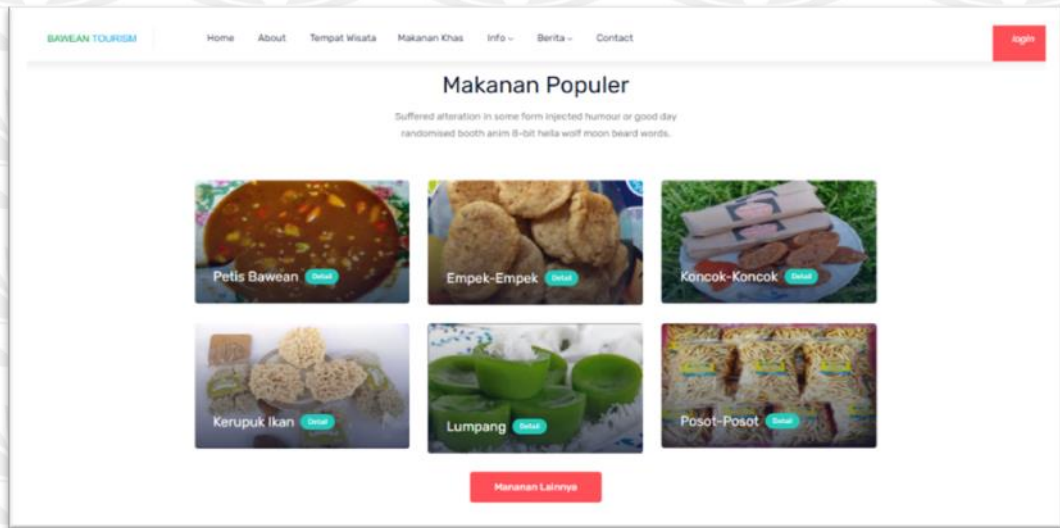 BAWEAN TOURISM
Home About Tempat Wisata Makanan Khas Info Berita Contact
login
Makanan Populer
Suffered alteration in some form injected humour or good day
randomised booth anim 8-bit hella wolf moon beard words.
Petis Bawean Detail
Empek-Empek Detail
Koncok-Koncok Detail
Kerupuk Ikan Detail
Lumpang Detail
Posot-Posot Detail
Mananan Lainnya